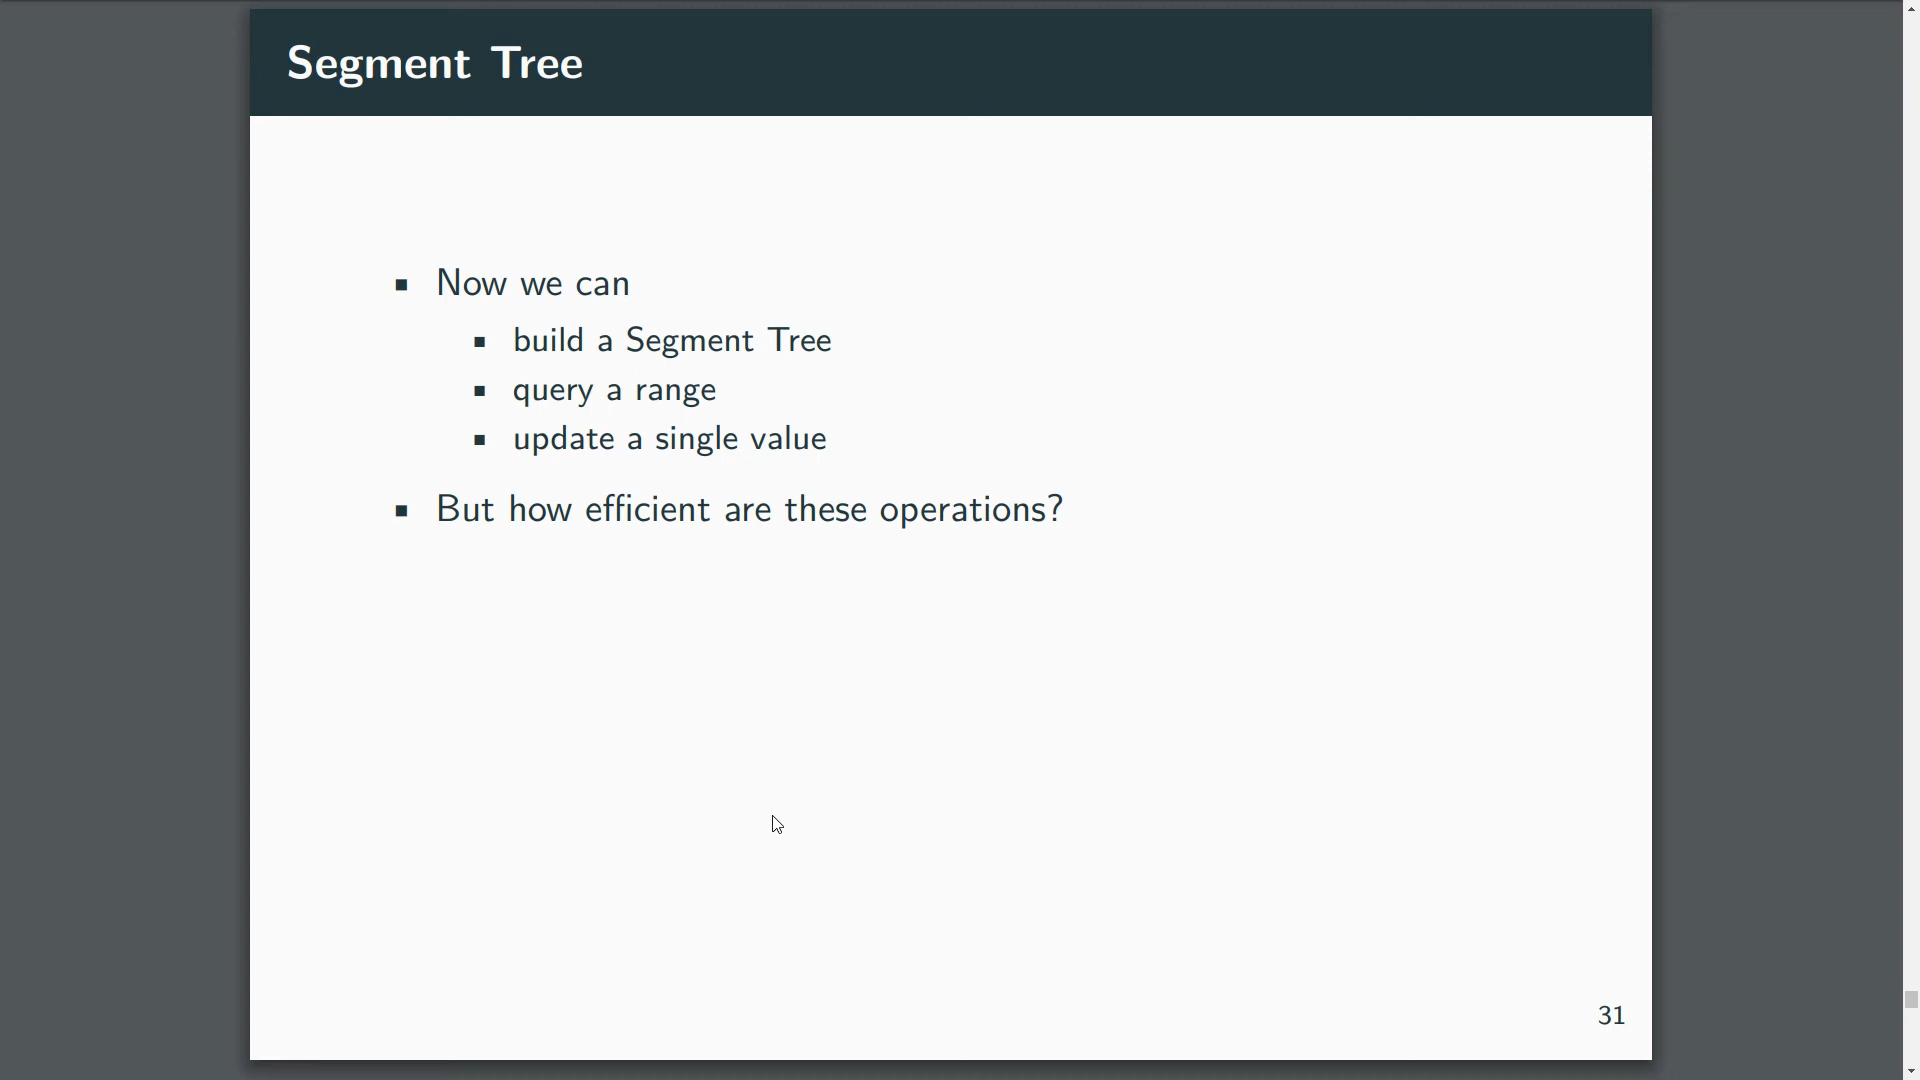 Segment Tree
Now we can
build a Segment Tree
query a range
update a single value
But how efficient are these operations?
31